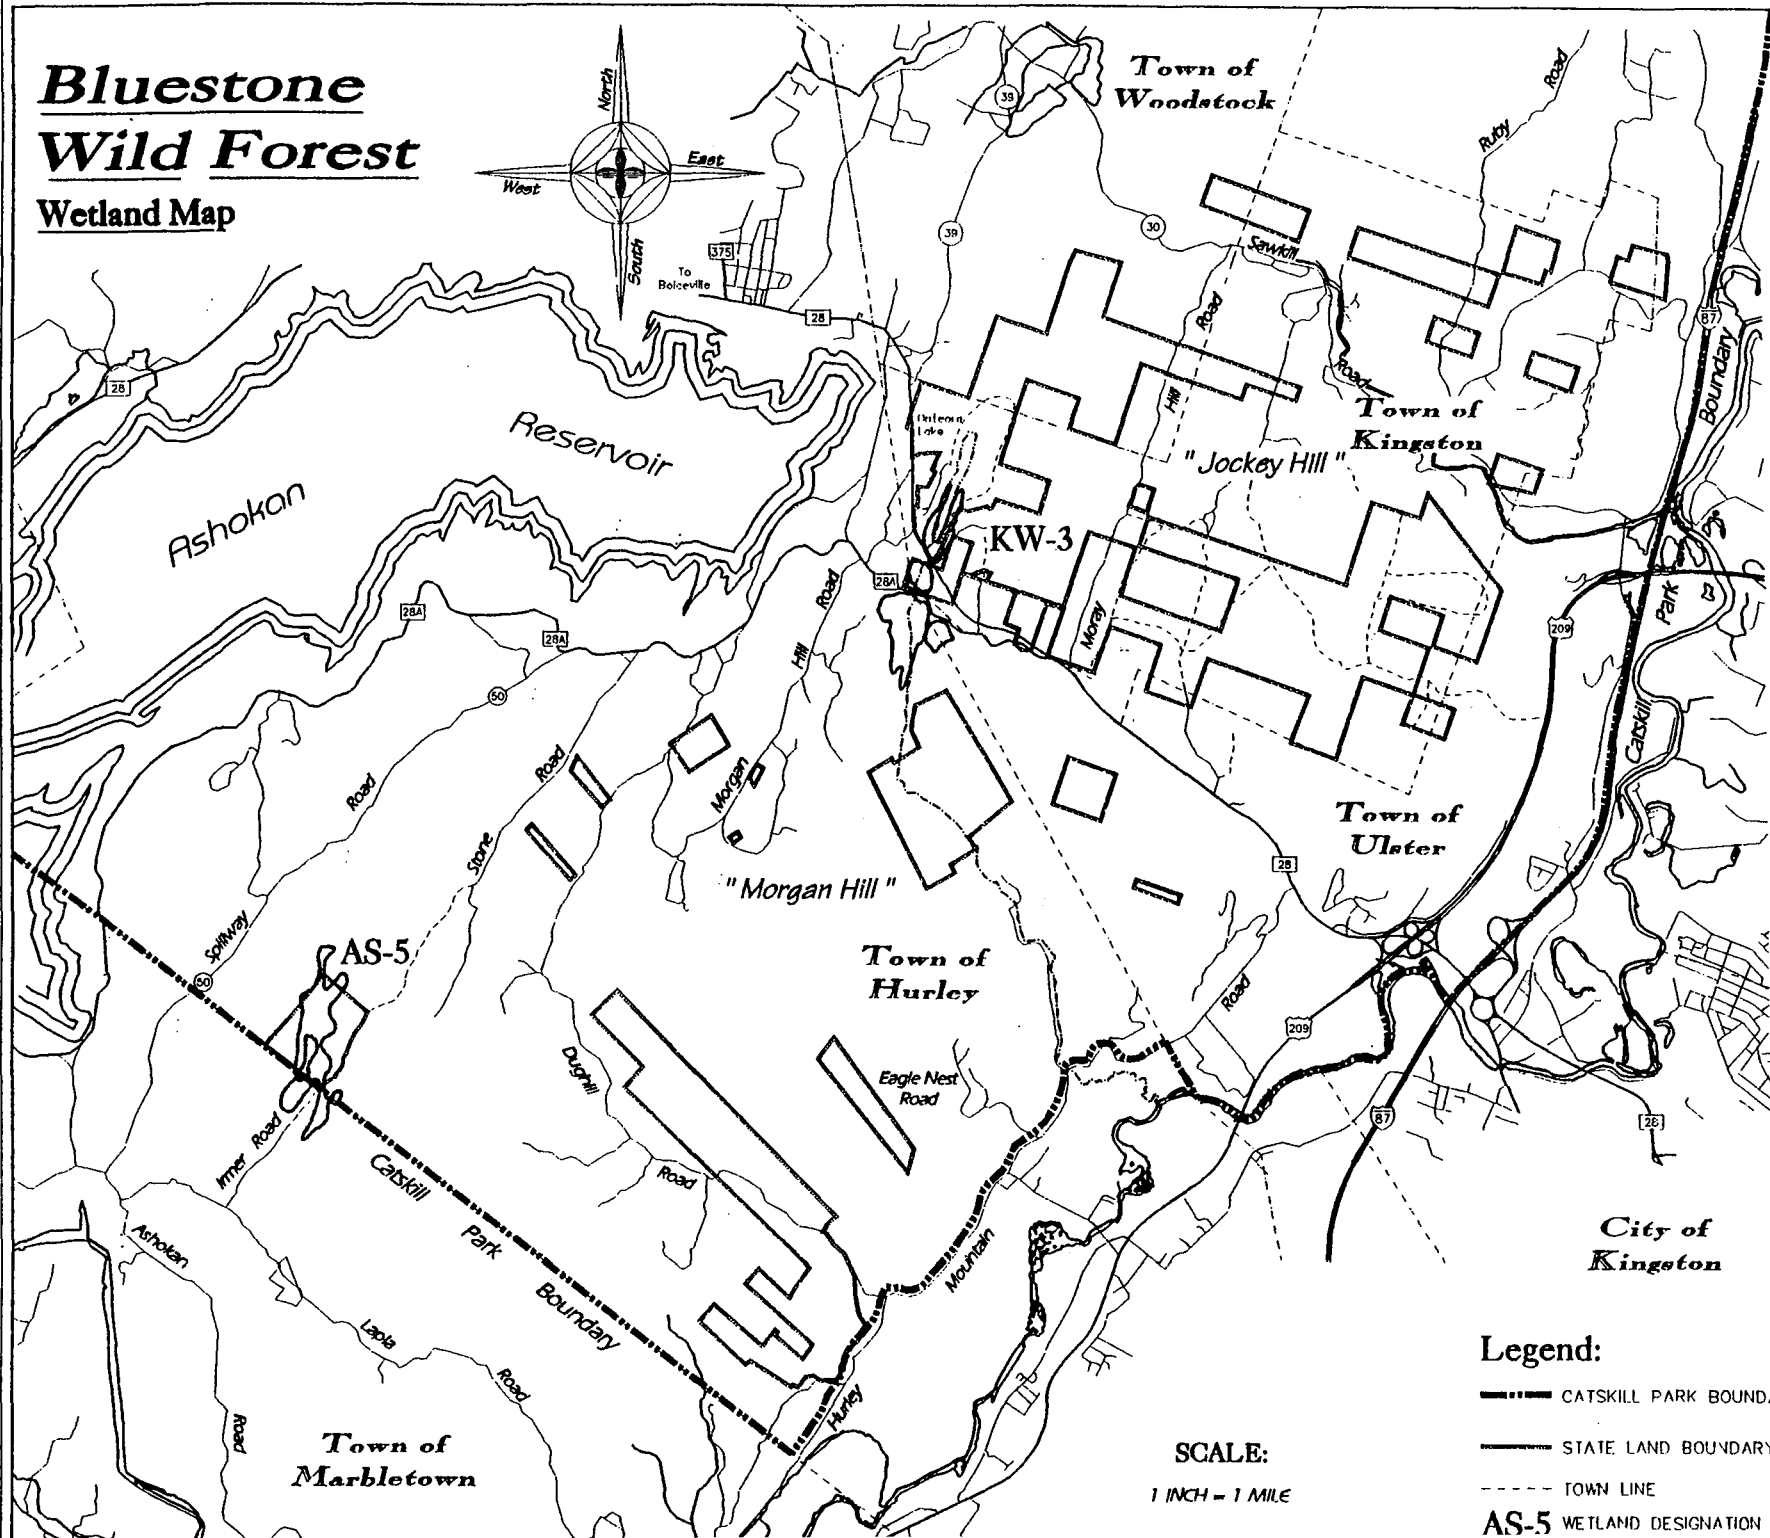 Bluestone
Wild Forest
Wetland Map
North
East
West
South
Town of
Woodstock
Ruby
Road
39
39
30
375
To
Boiceville
28
Sawkill
Road
87
Boundary
28
Reservoir
Ashokan
Onteora
Lake
Road
Hill
Town of
Kingston
"Jockey Hill"
KW-3
28A
28A
28A
Road
Hill
Moray
209
Park
Catskill
50
Road
Road
Morgan
Stone
Town of
Ulster
28
"Morgan Hill"
Spillway
AS-5
50
Town of
Hurley
Road
209
Dughill
Eagle Nest
Road
87
28
Irmer Road
Catskill
Park
Boundary
Road
Ashokan
Road
Mountain
Hurley
City of
Kingston
Lapla
Road
Town of
Marbletown
SCALE:
1 INCH = 1 MILE
Legend:
CATSKILL PARK BOUND
STATE LAND BOUNDARY
TOWN LINE
AS-5 WETLAND DESIGNATION